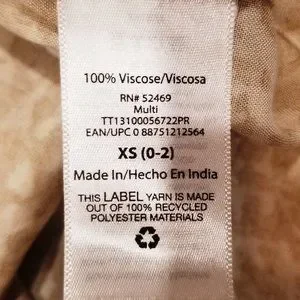 100% Viscose/Viscosa
RN# 52469
Multi
TT13100056722PR
EAN/UPC 0 88751212564
XS (0-2)
Made In/Hecho En India
THIS LABEL YARN IS MADE
OUT OF 100% RECYCLED
POLYESTER MATERIALS